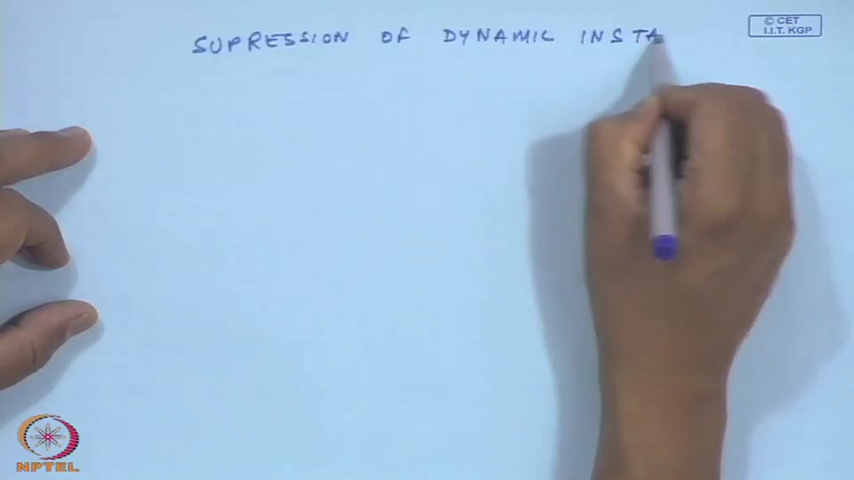 SUPRESSION OF DYNAMIC INSTA
© CET
I.I.T. KGP
NPTEL